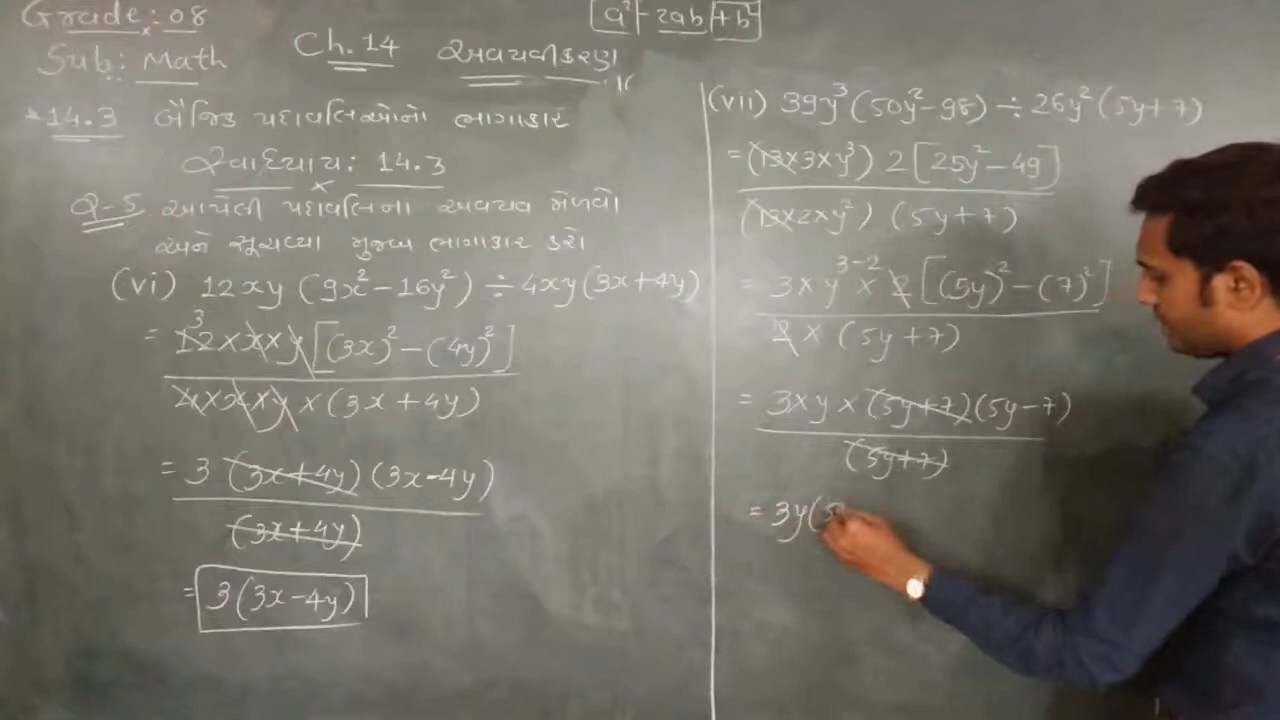 Grade: 08
Sub: Math
Ch. 14 અવયવીકરણ
a² - 2ab + b²
* 14.3 બૈજિક પદાવલિઓનો ભાગાકાર
સ્વાધ્યાય: 14.3
Q-5 આપેલી પદાવલિના અવયવ મેળવો
અને સૂચવ્યા મુજબ ભાગાકાર કરો
(vi) 12xy (9x² - 16y²) ÷ 4xy (3x + 4y)
= 12 × x × y [(3x)² - (4y)²]
3
4 × x × y × (3x + 4y)
= 3 (3x + 4y) (3x - 4y)
(3x + 4y)
= 3 (3x - 4y)
(vii) 39y³ (50y² - 98) ÷ 26y² (5y + 7)
= (13 × 3 × y³) 2 [25y² - 49]
(13 × 2 × y²) (5y + 7)
= 3 × y³⁻² × 2 [(5y)² - (7)²]
2 × (5y + 7)
= 3 × y × (5y + 7) (5y - 7)
(5y + 7)
= 3y (5